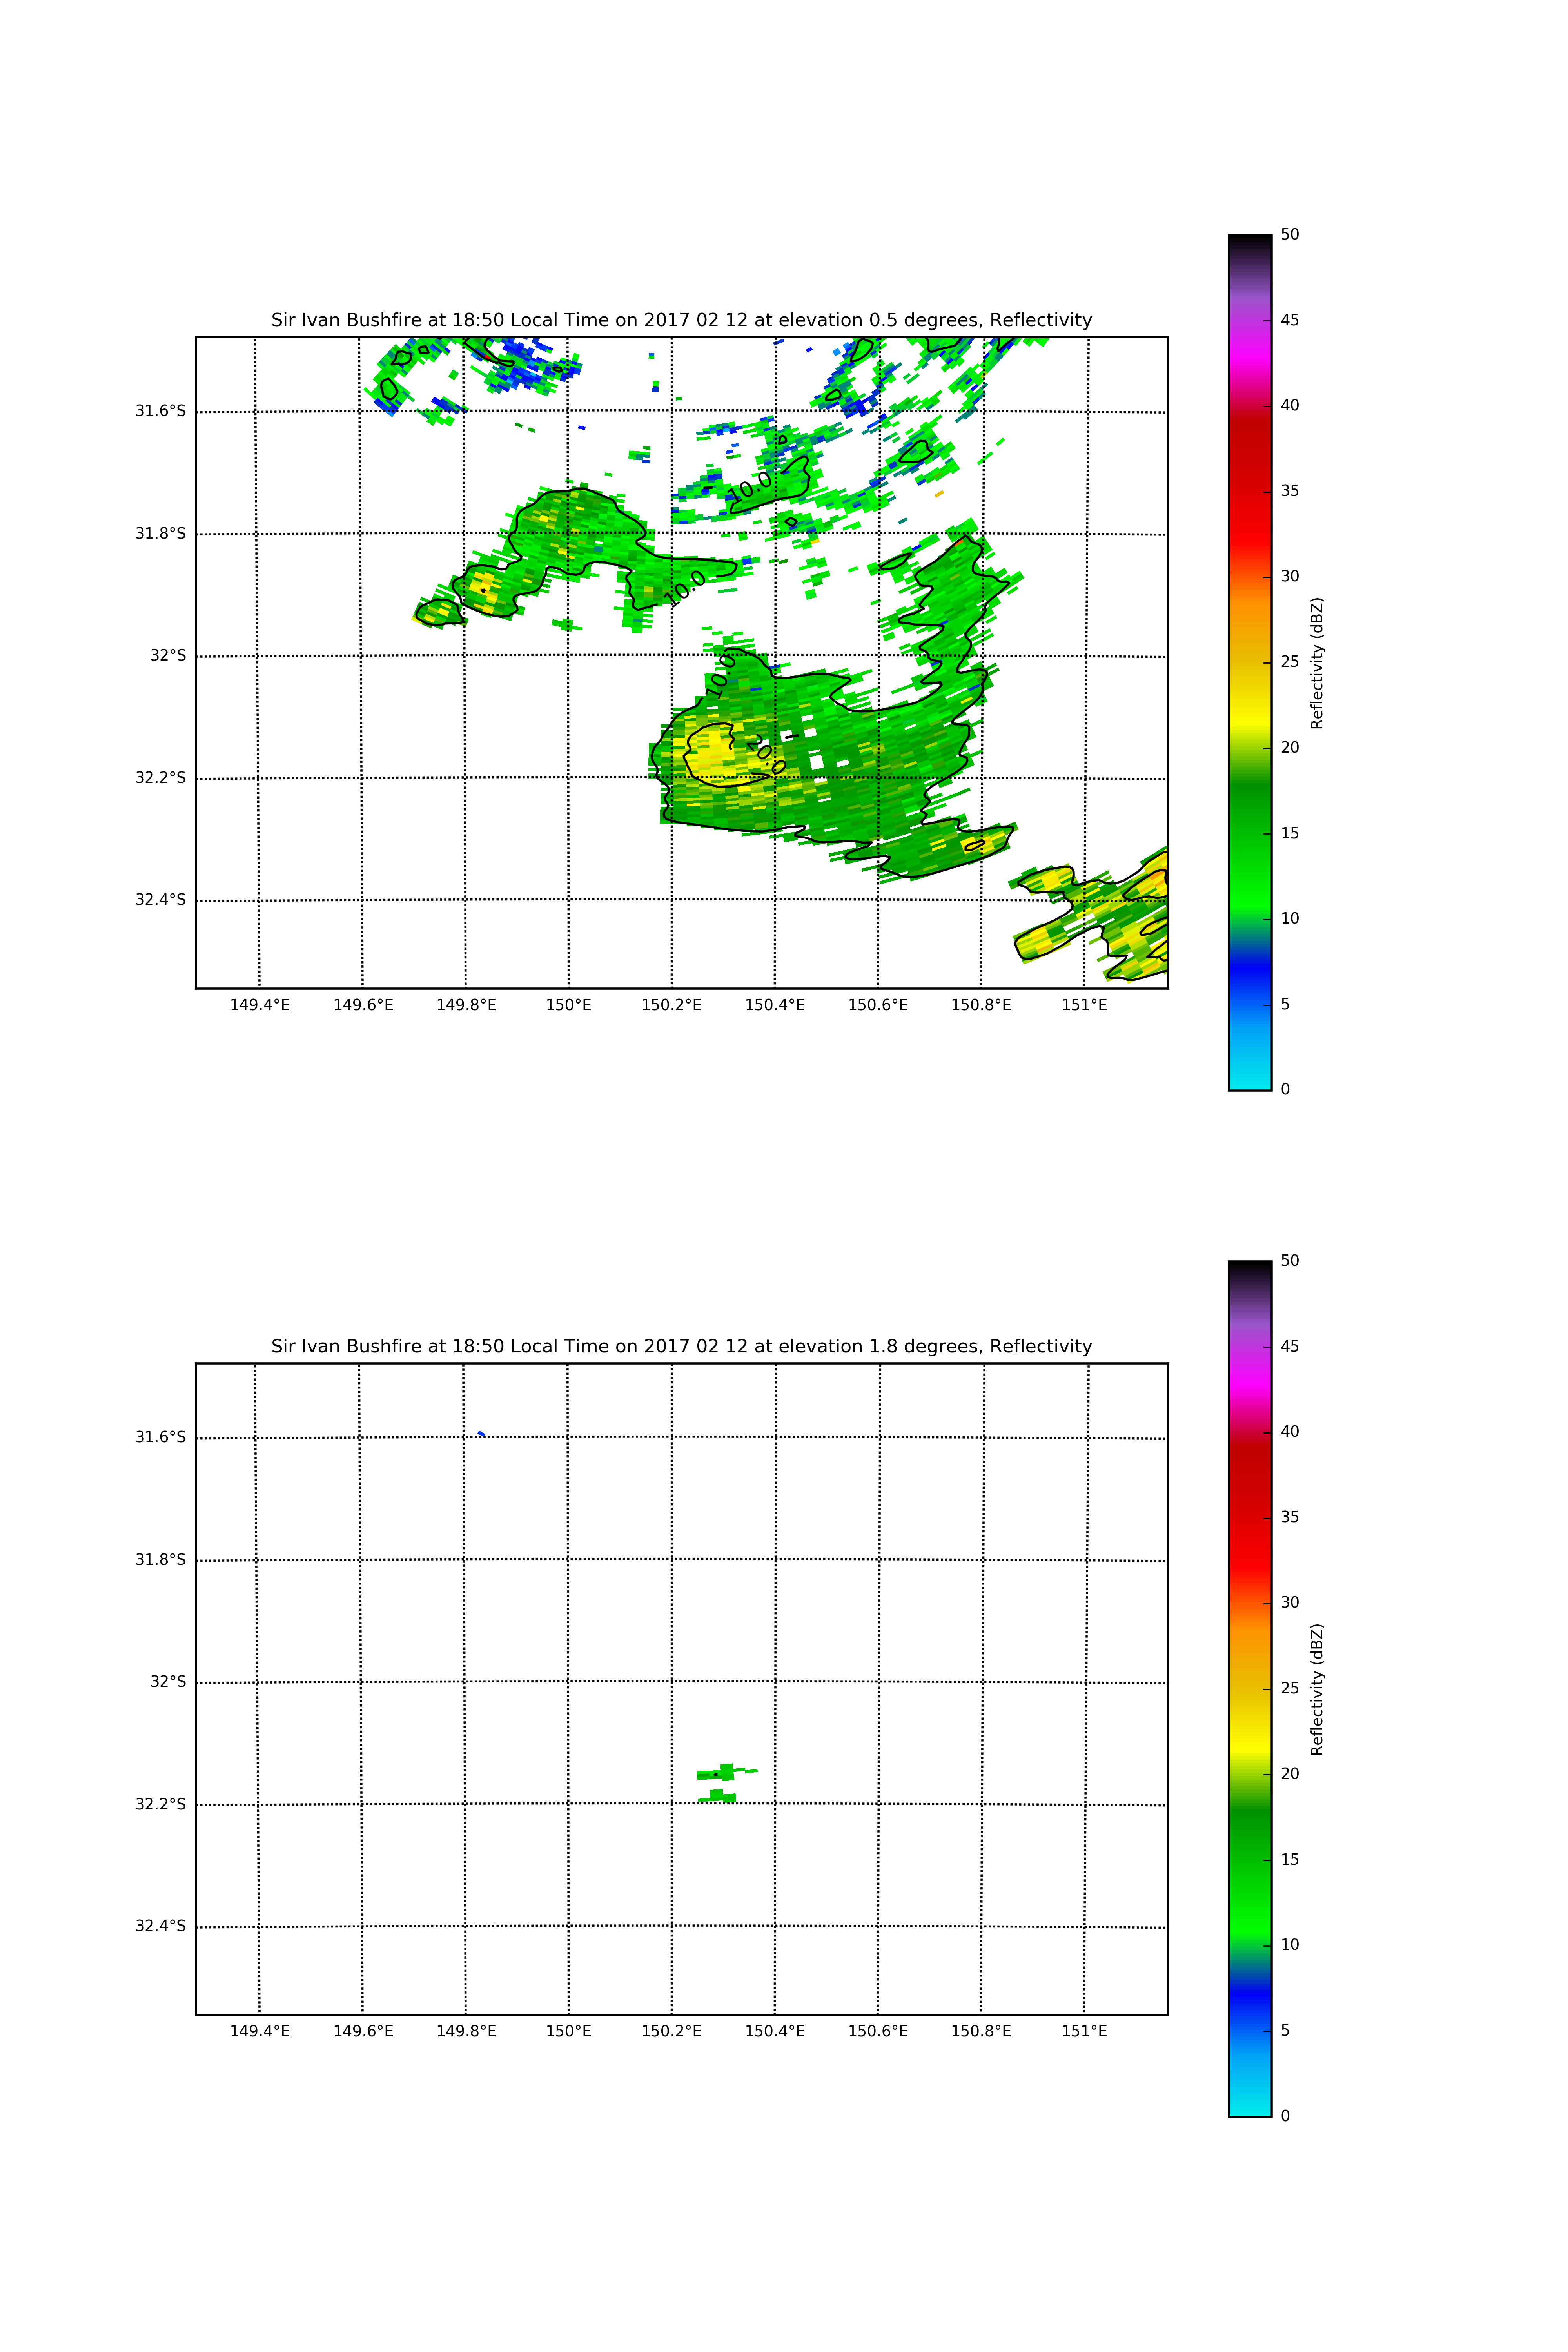 Sir Ivan Bushfire at 18:50 Local Time on 2017 02 12 at elevation 0.5 degrees, Reflectivity
31.6°S
31.8°S
32°S
32.2°S
32.4°S
10.0
10.0
10.0
20.0
149.4°E 149.6°E 149.8°E 150°E 150.2°E 150.4°E 150.6°E 150.8°E 151°E
50
45
40
35
30
25
20
15
10
5
0
Reflectivity (dBZ)
Sir Ivan Bushfire at 18:50 Local Time on 2017 02 12 at elevation 1.8 degrees, Reflectivity
31.6°S
31.8°S
32°S
32.2°S
32.4°S
149.4°E 149.6°E 149.8°E 150°E 150.2°E 150.4°E 150.6°E 150.8°E 151°E
50
45
40
35
30
25
20
15
10
5
0
Reflectivity (dBZ)